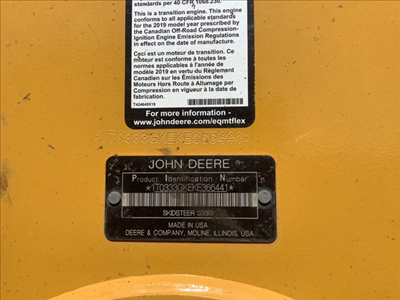 standards per 40 CFR 1068.230.
This is a transition engine. This engine
conforms to all applicable standards
for the 2019 model year prescribed by
the Canadian Off-Road Compression-
Ignition Engine Emission Regulations
in effect on the manufacture date.
Ceci est un moteur de transition. Ce
moteur est conforme à toutes les
normes applicables à l'année de
modèle 2019 en vertu du Règlement
Canadien sur les Émissions des
Moteurs Hors Route à Allumage par
Compression en vigueur à la date de
fabrication.
For more information visit
www.johndeere.com/eqmtflex
JOHN DEERE
Product Identification Number
*1T0333GKEKE366441*
SKIDSTEER 333G
MADE IN USA
DEERE & COMPANY, MOLINE, ILLINOIS, USA